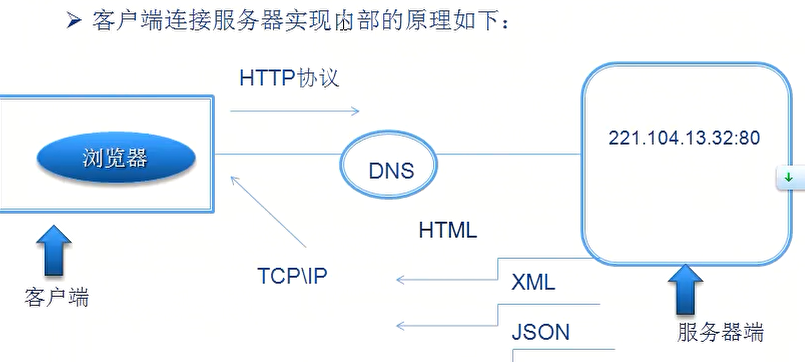 客户端连接服务器实现内部的原理如下：
HTTP协议
浏览器
DNS
221.104.13.32:80
HTML
TCP\IP
XML
客户端
JSON
服务器端